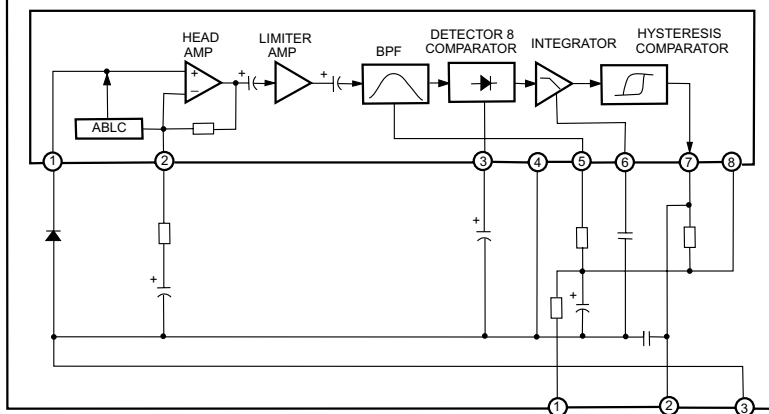 HEAD
AMP
LIMITER
AMP
BPF
DETECTOR 8
COMPARATOR
INTEGRATOR
HYSTERESIS
COMPARATOR
+
−
+
+
ABLC
1
2
3
4
5
6
7
8
+
+
+
1
2
3